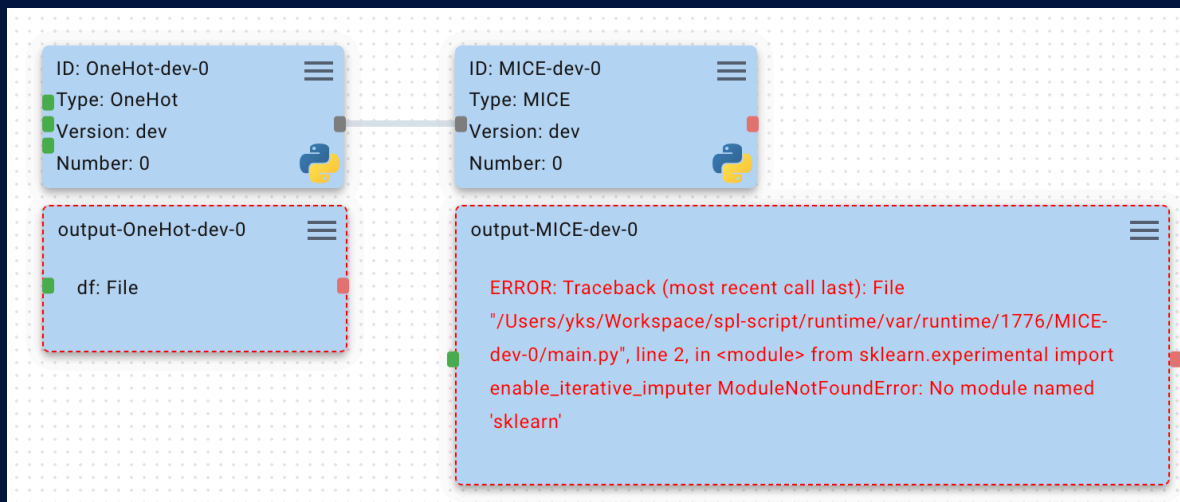 ID: OneHot-dev-0
Type: OneHot
Version: dev
Number: 0
ID: MICE-dev-0
Type: MICE
Version: dev
Number: 0
output-OneHot-dev-0
df: File
output-MICE-dev-0
ERROR: Traceback (most recent call last): File
"/Users/yks/Workspace/spl-script/runtime/var/runtime/1776/MICE-
dev-0/main.py", line 2, in <module> from sklearn.experimental import
enable_iterative_imputer ModuleNotFoundError: No module named
'sklearn'